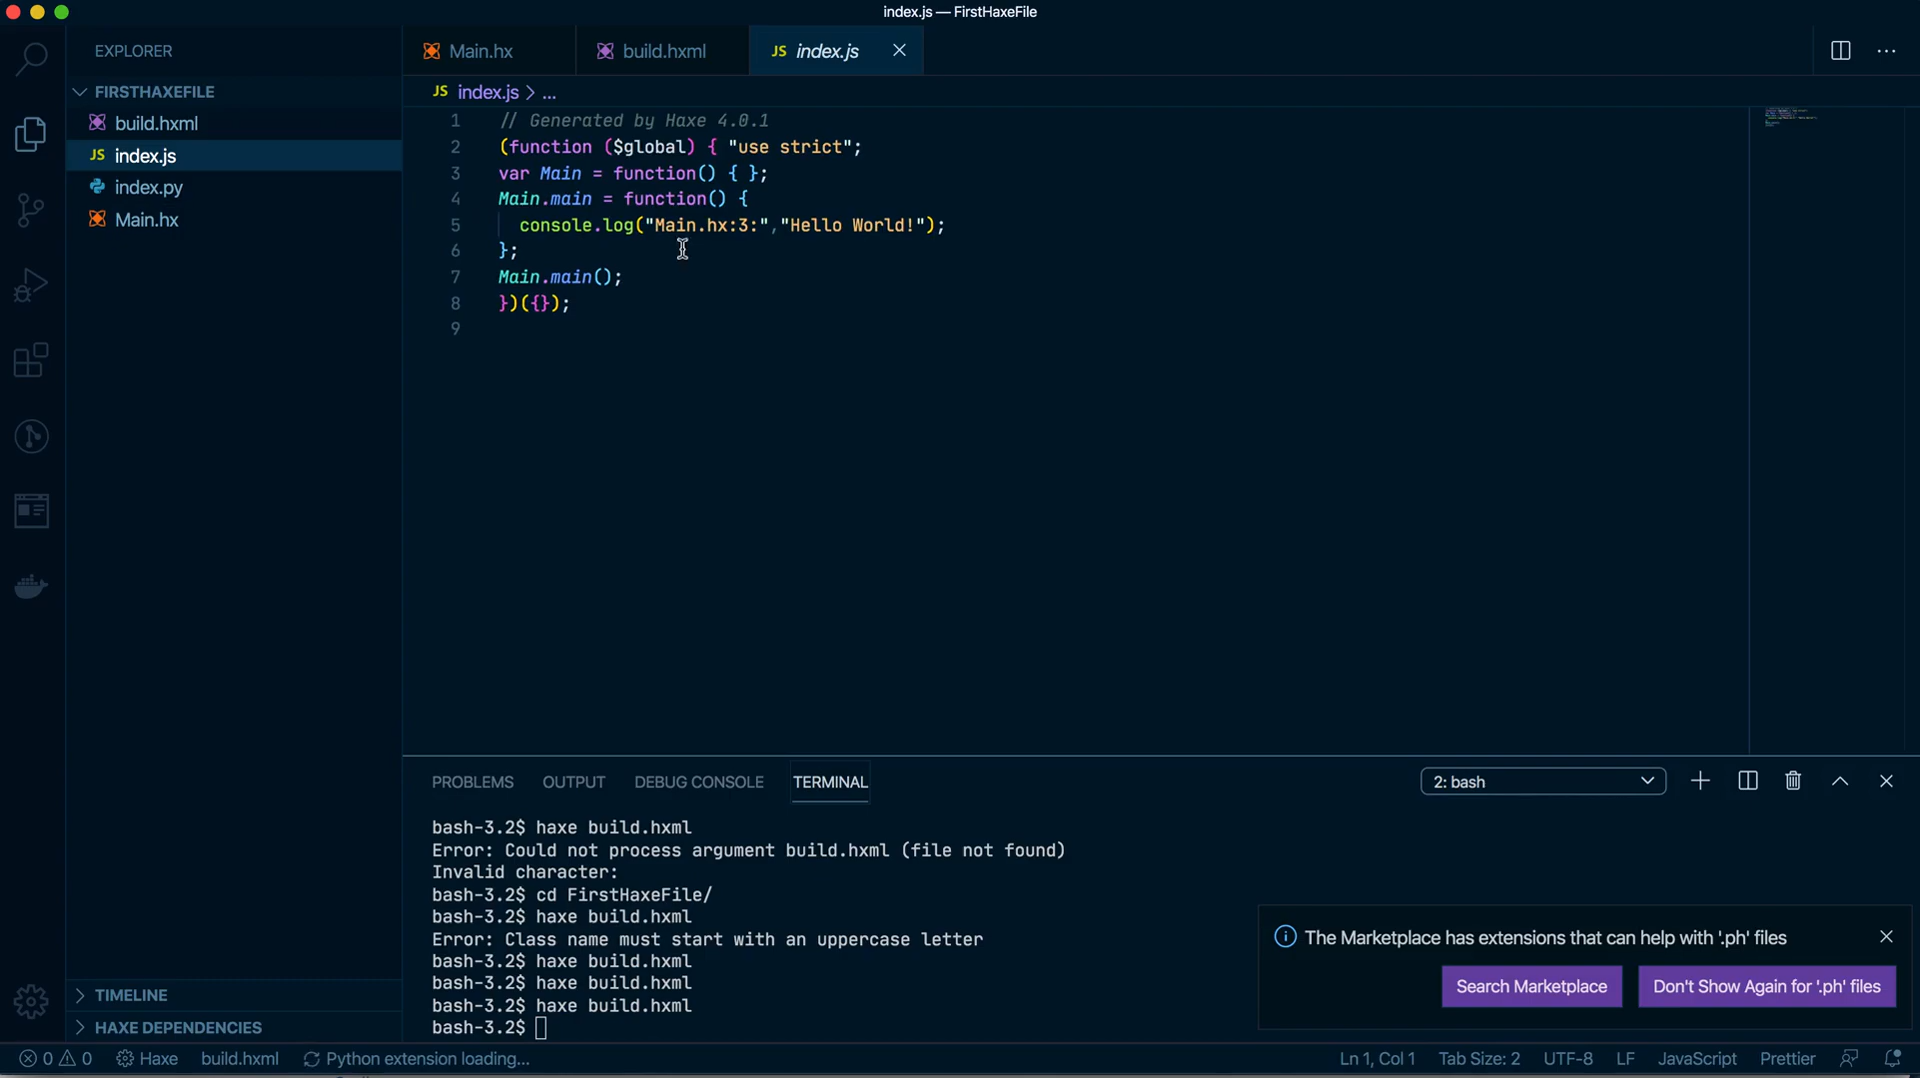 index.js — FirstHaxeFile
EXPLORER
FIRSTHAXEFILE
build.hxml
JS index.js
index.py
Main.hx
Main.hx
build.hxml
JS index.js
JS index.js > ...
1 // Generated by Haxe 4.0.1
2 (function ($global) { "use strict";
3 var Main = function() { };
4 Main.main = function() {
5 console.log("Main.hx:3:","Hello World!");
6 };
7 Main.main();
8 })({});
9
PROBLEMS OUTPUT DEBUG CONSOLE TERMINAL
2: bash
bash-3.2$ haxe build.hxml
Error: Could not process argument build.hxml (file not found)
Invalid character:
bash-3.2$ cd FirstHaxeFile/
bash-3.2$ haxe build.hxml
Error: Class name must start with an uppercase letter
bash-3.2$ haxe build.hxml
bash-3.2$ haxe build.hxml
bash-3.2$ haxe build.hxml
bash-3.2$
The Marketplace has extensions that can help with '.ph' files
Search Marketplace
Don't Show Again for '.ph' files
TIMELINE
HAXE DEPENDENCIES
0 0 Haxe build.hxml Python extension loading... Ln 1, Col 1 Tab Size: 2 UTF-8 LF JavaScript Prettier